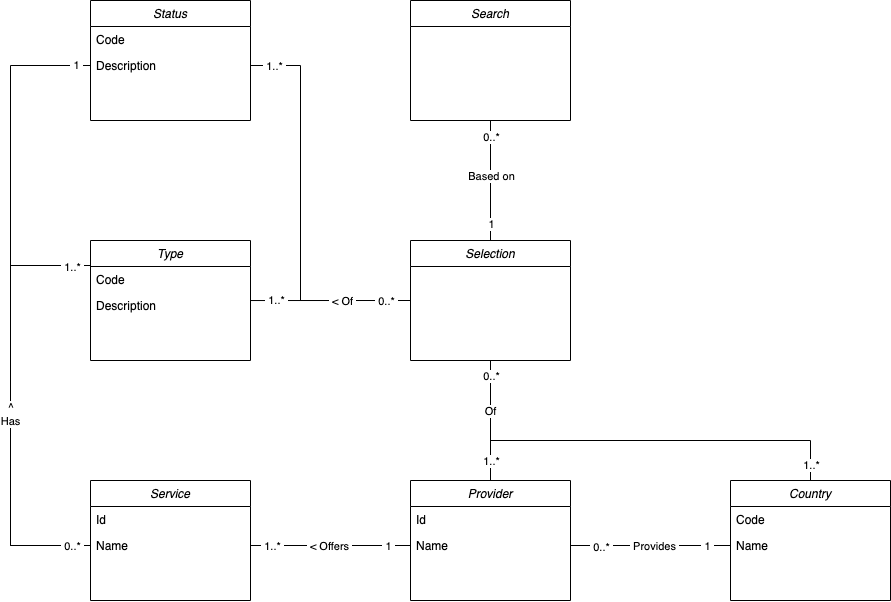 Status
Search
Code
1
Description
1..*
0..*
Based on
1
Type
Selection
1..*
Code
1..*
< Of
0..*
Description
0..*
^
Has
Of
1..*
1..*
Service
Provider
Country
Id
Id
Code
0..*
Name
1..*
< Offers
1
Name
0..*
Provides
1
Name